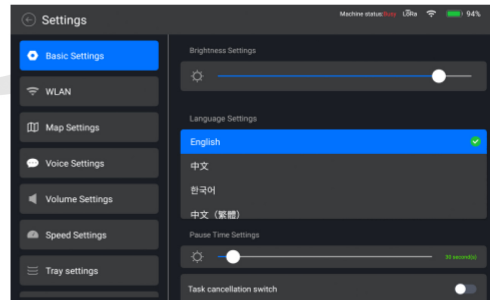 Settings
Machine status:Busy LoRa 94%
Basic Settings
WLAN
Map Settings
Voice Settings
Volume Settings
Speed Settings
Tray settings
Brightness Settings
Language Settings
English
中文
한국어
中文（繁體）
Pause Time Settings
30 second(s)
Task cancellation switch